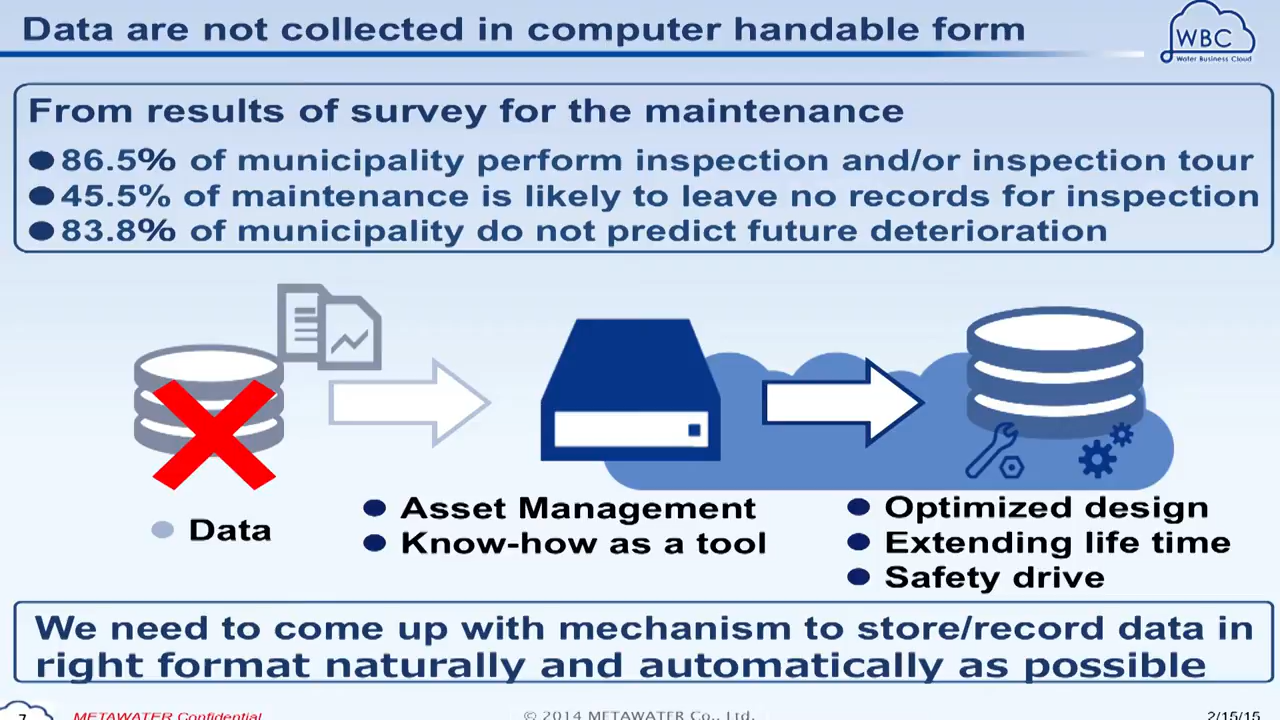 Data are not collected in computer handable form
WBC
Water Business Cloud
From results of survey for the maintenance
86.5% of municipality perform inspection and/or inspection tour
45.5% of maintenance is likely to leave no records for inspection
83.8% of municipality do not predict future deterioration
Data
Asset Management
Know-how as a tool
Optimized design
Extending life time
Safety drive
We need to come up with mechanism to store/record data in
right format naturally and automatically as possible
7
METAWATER Confidential
© 2014 METAWATER Co., Ltd.
2/15/15